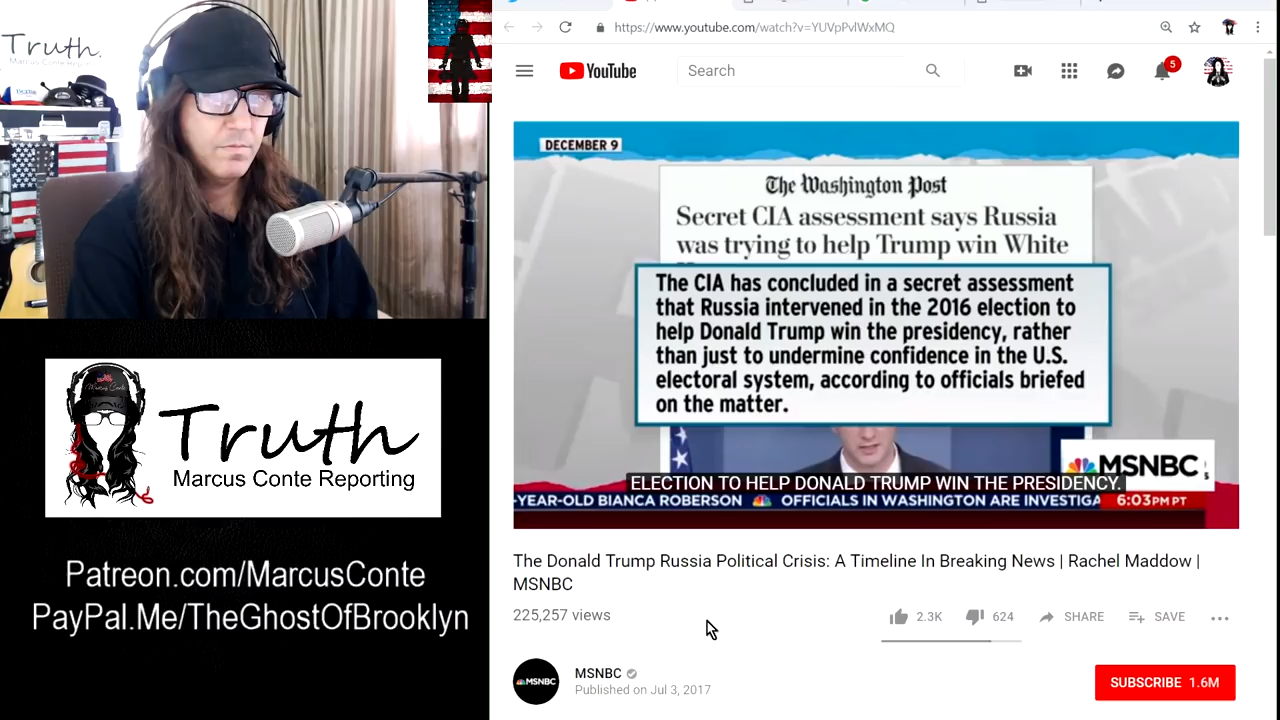 Truth.
Marcus Conte Reporting
https://www.youtube.com/watch?v=YUVpPvlWxMQ
YouTube
Search
5
DECEMBER 9
The Washington Post
Secret CIA assessment says Russia
was trying to help Trump win White
The CIA has concluded in a secret assessment
that Russia intervened in the 2016 election to
help Donald Trump win the presidency, rather
than just to undermine confidence in the U.S.
electoral system, according to officials briefed
on the matter.
MSNBC
ELECTION TO HELP DONALD TRUMP WIN THE PRESIDENCY.
-YEAR-OLD BIANCA ROBERSON OFFICIALS IN WASHINGTON ARE INVESTIGA 6:03PM PT
The Donald Trump Russia Political Crisis: A Timeline In Breaking News | Rachel Maddow |
MSNBC
225,257 views
2.3K 624 SHARE SAVE
MSNBC
MSNBC
Published on Jul 3, 2017
SUBSCRIBE 1.6M
Truth
Marcus Conte Reporting
Patreon.com/MarcusConte
PayPal.Me/TheGhostOfBrooklyn